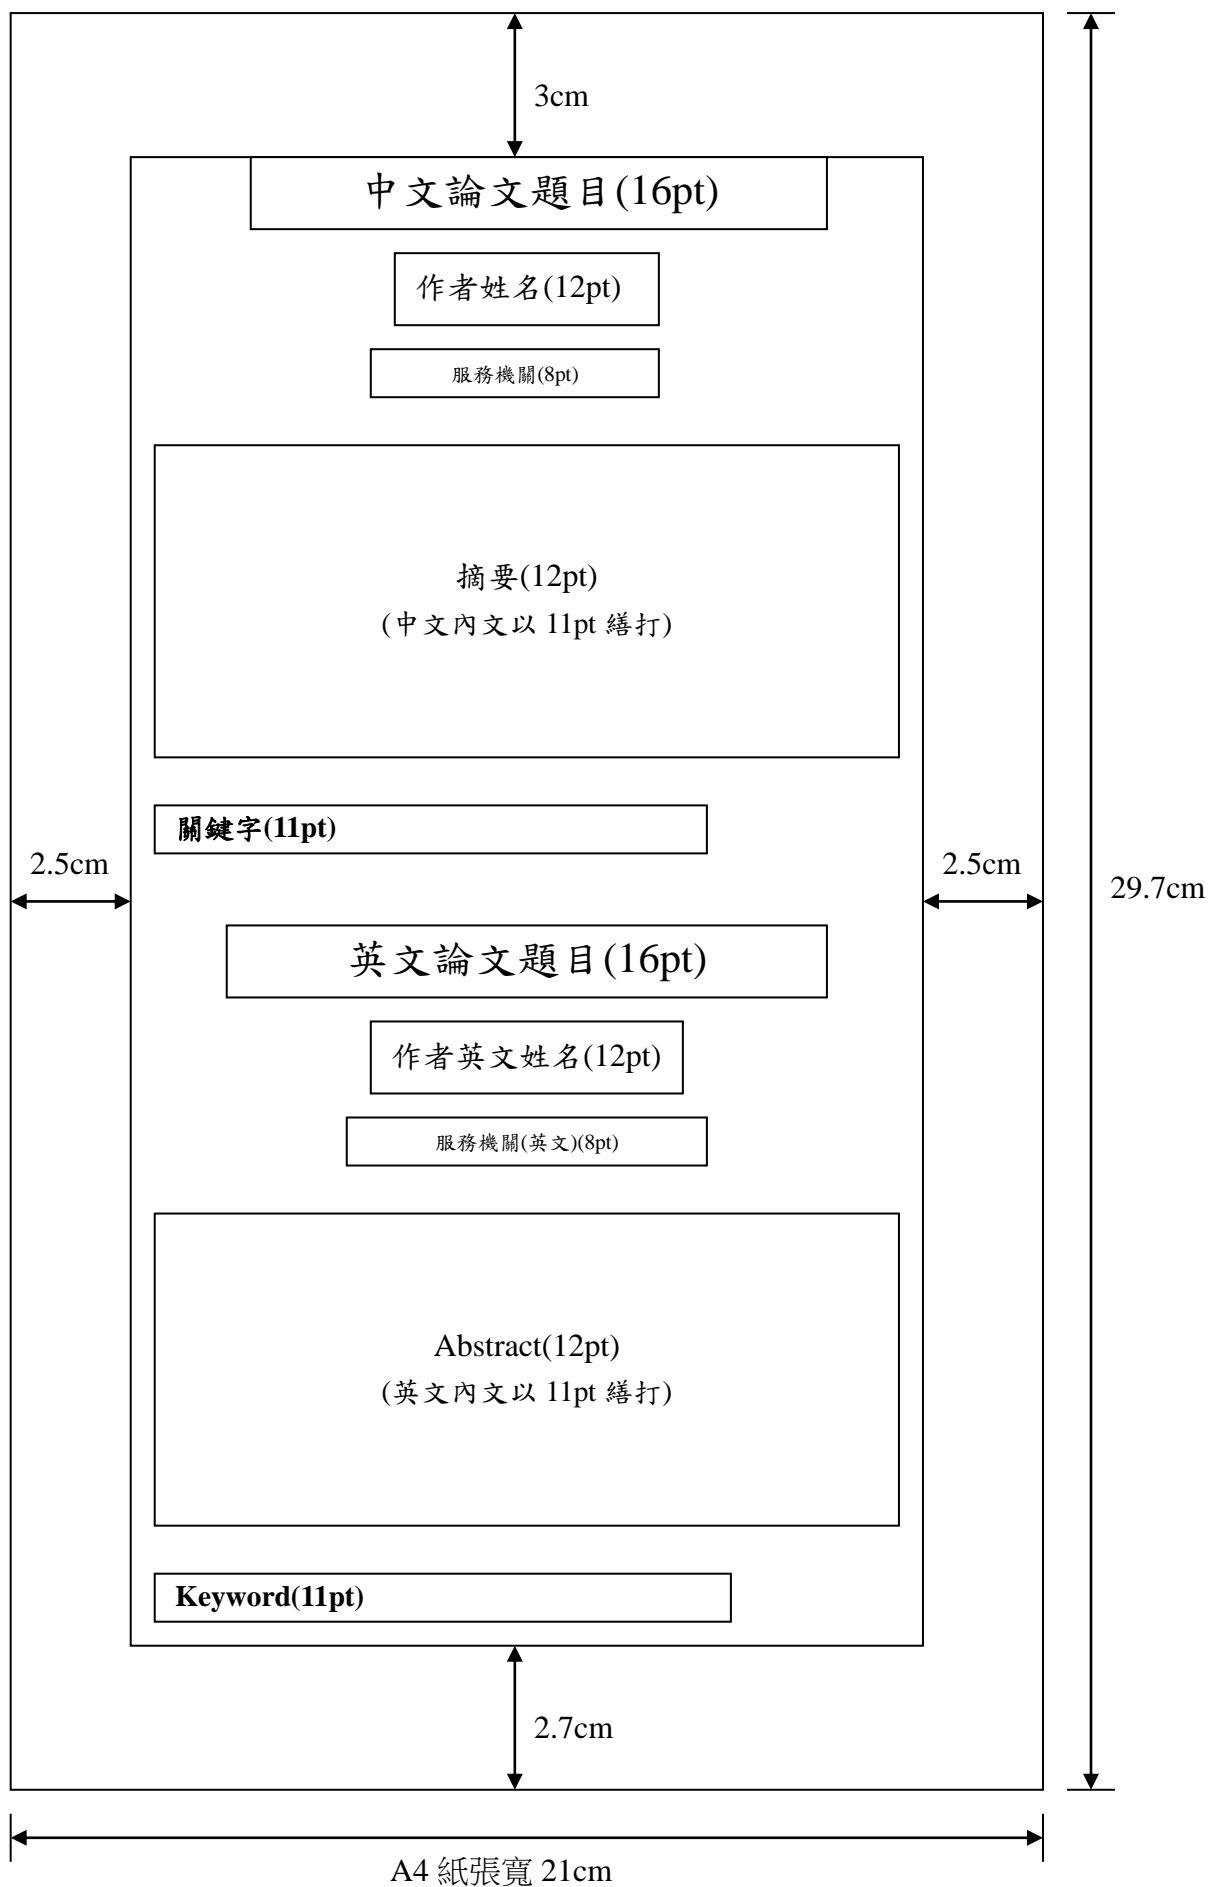 3cm
中文論文題目(16pt)
作者姓名(12pt)
服務機關(8pt)
摘要(12pt)
(中文內文以 11pt 繕打)
關鍵字(11pt)
2.5cm
2.5cm
29.7cm
英文論文題目(16pt)
作者英文姓名(12pt)
服務機關(英文)(8pt)
Abstract(12pt)
(英文內文以 11pt 繕打)
Keyword(11pt)
2.7cm
A4 紙張寬 21cm